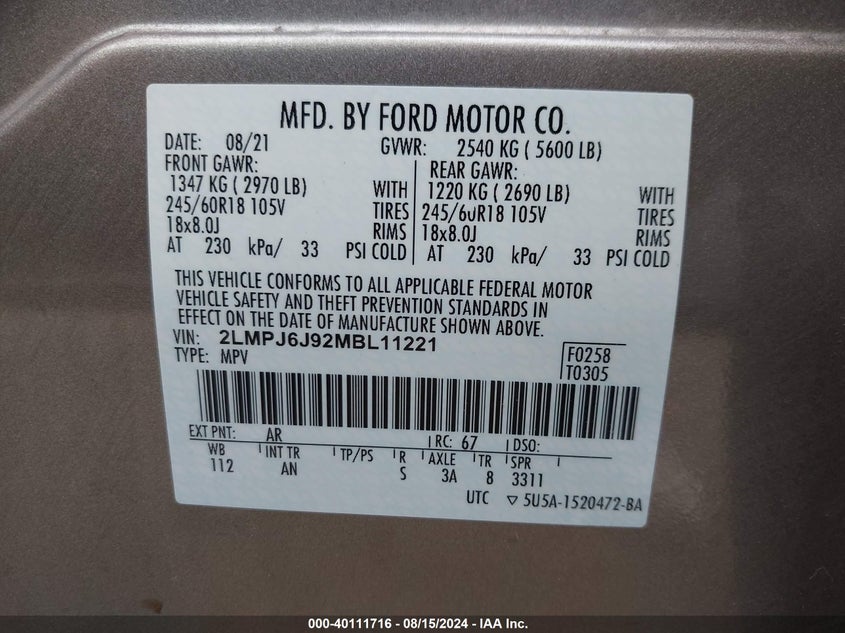 MFD. BY FORD MOTOR CO.
DATE: 08/21 GVWR: 2540 KG ( 5600 LB)
FRONT GAWR: REAR GAWR:
1347 KG ( 2970 LB) WITH 1220 KG ( 2690 LB) WITH
245/60R18 105V TIRES 245/60R18 105V TIRES
18x8.0J RIMS 18x8.0J RIMS
AT 230 kPa/ 33 PSI COLD AT 230 kPa/ 33 PSI COLD
THIS VEHICLE CONFORMS TO ALL APPLICABLE FEDERAL MOTOR
VEHICLE SAFETY AND THEFT PREVENTION STANDARDS IN
EFFECT ON THE DATE OF MANUFACTURE SHOWN ABOVE.
VIN: 2LMPJ6J92MBL11221
TYPE: MPV F0258
T0305
EXT PNT: AR RC: 67 DSO:
WB INT TR TP/PS R AXLE TR SPR
112 AN S 3A 8 3311
UTC ▽ 5U5A-1520472-BA
000-40111716 - 08/15/2024 - IAA Inc.